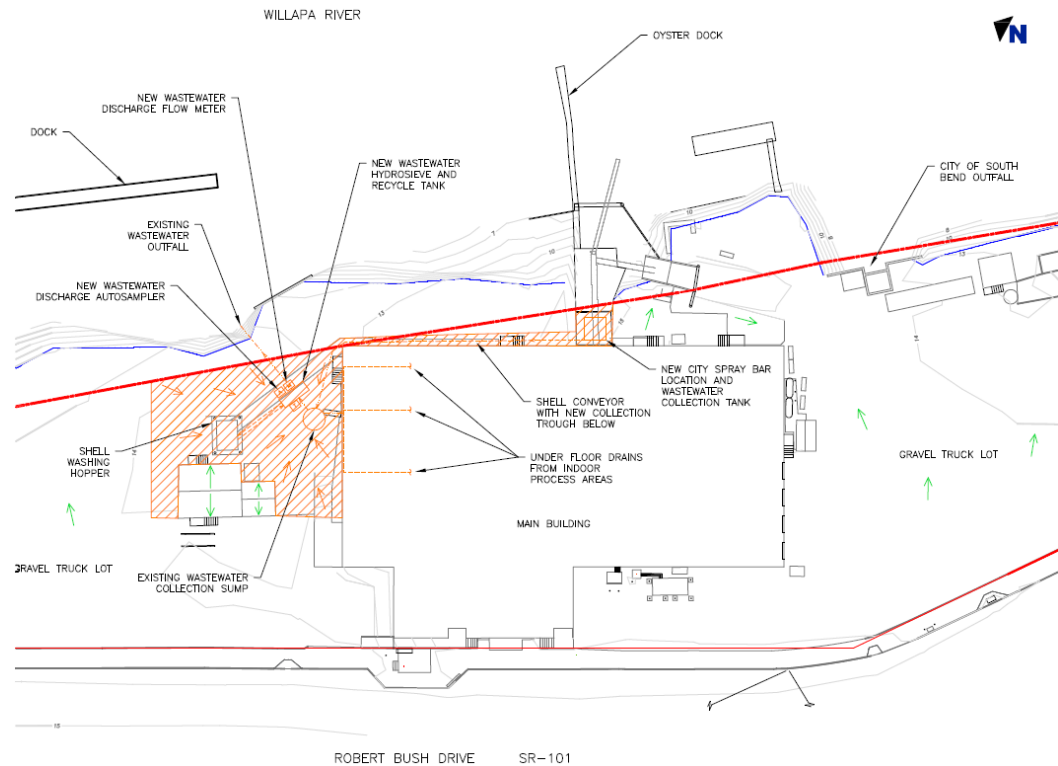 WILLAPA RIVER
N
OYSTER DOCK
NEW WASTEWATER
DISCHARGE FLOW METER
DOCK
NEW WASTEWATER
HYDROSIEVE AND
RECYCLE TANK
CITY OF SOUTH
BEND OUTFALL
EXISTING
WASTEWATER
OUTFALL
NEW WASTEWATER
DISCHARGE AUTOSAMPLER
NEW CITY SPRAY BAR
LOCATION AND
WASTEWATER
COLLECTION TANK
SHELL CONVEYOR
WITH NEW COLLECTION
TROUGH BELOW
SHELL
WASHING
HOPPER
UNDER FLOOR DRAINS
FROM INDOOR
PROCESS AREAS
GRAVEL TRUCK LOT
MAIN BUILDING
GRAVEL TRUCK LOT
EXISTING WASTEWATER
COLLECTION SUMP
ROBERT BUSH DRIVE SR-101